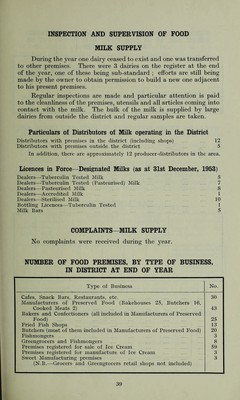 INSPECTION AND SUPERVISION OF FOOD
MILK SUPPLY
During the year one dairy ceased to exist and one was transferred
to other premises. There were 3 dairies on the register at the end
of the year, one of these being sub-standard; efforts are still being
made by the owner to obtain permission to build a new one adjacent
to his present premises.
Regular inspections are made and particular attention is paid
to the cleanliness of the premises, utensils and all articles coming into
contact with the milk. The bulk of the milk is supplied by large
dairies from outside the district and regular samples are taken.
Particulars of Distributors of Milk operating in the District
Distributors with premises in the district (including shops) 12
Distributors with premises outside the district 5
In addition, there are approximately 12 producer-distributors in the area.
Licences in Force—Designated Milks (as at 31st December, 1953)
Dealers—Tuberculin Tested Milk 5
Dealers—Tuberculin Tested (Pasteurised) Milk 7
Dealers—Pasteurised Milk 6
Dealers—Accredited Milk 1
Dealers—Sterilised Milk 10
Bottling Licences—Tuberculin Tested 1
Milk Bars 3
COMPLAINTS—MILK SUPPLY
No complaints were received during the year.
NUMBER OF FOOD PREMISES, BY TYPE OF BUSINESS,
IN DISTRICT AT END OF YEAR
Type of Business No.
Cafes, Snack Bars, Restaurants, etc. 30
Manufacturers of Preserved Food (Bakehouses 25, Butchers 16,
Cooked Meats 2) 43
Bakers and Confectioners (all included in Manufacturers of Preserved
Food) 25
Fried Fish Shops 13
Butchers (most of them included in Manufacturers of Preserved Food) 20
Fishmongers 3
Greengrocers and Fishmongers 8
Premises registered for sale of Ice Cream 59
Premises registered for manufacture of Ice Cream 3
Sweet Manufacturing premises 3
(N.B.—Grocers and Greengrocers retail shops not included)
39